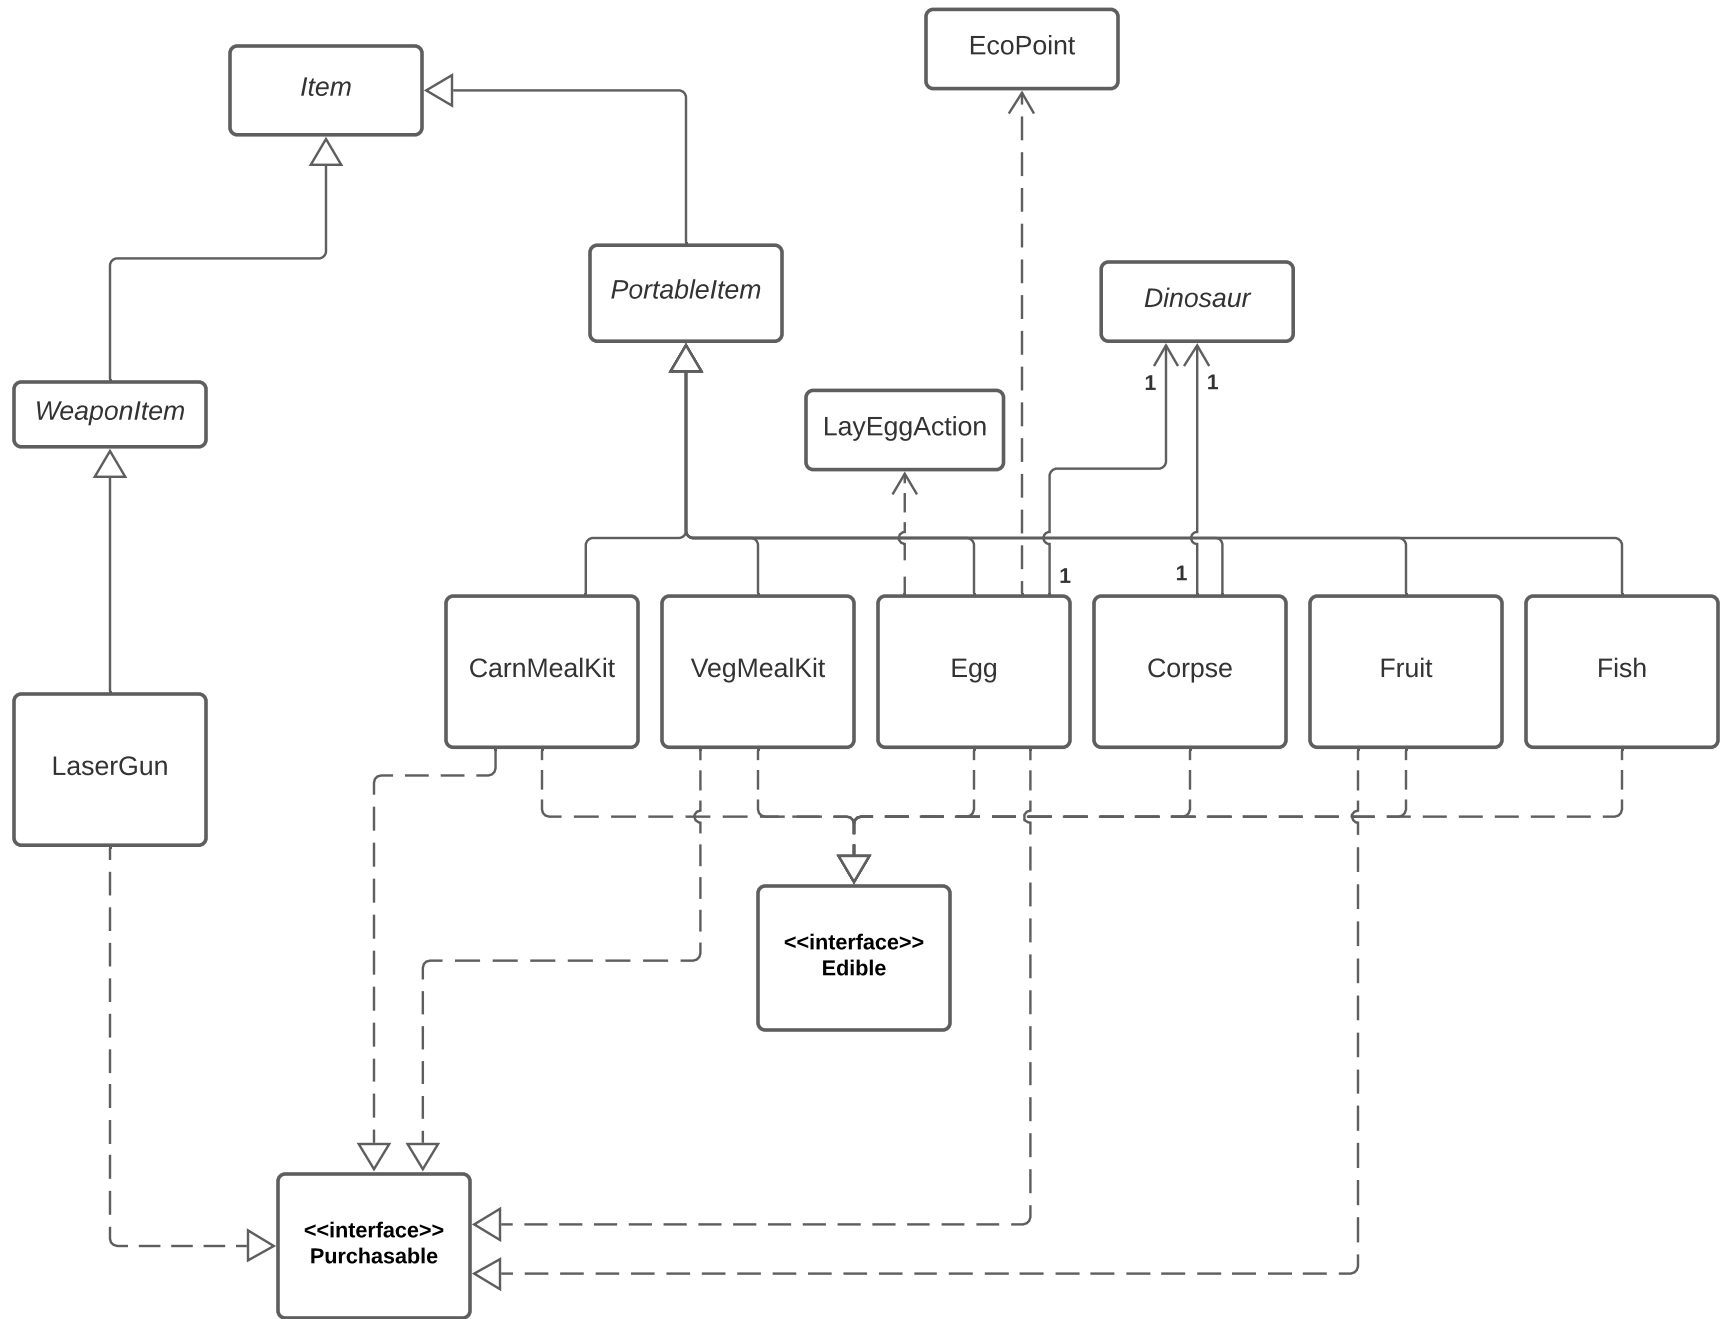 EcoPoint
Item
PortableItem
Dinosaur
1
1
WeaponItem
LayEggAction
1
1
CarnMealKit
VegMealKit
Egg
Corpse
Fruit
Fish
LaserGun
<<interface>>
Edible
<<interface>>
Purchasable